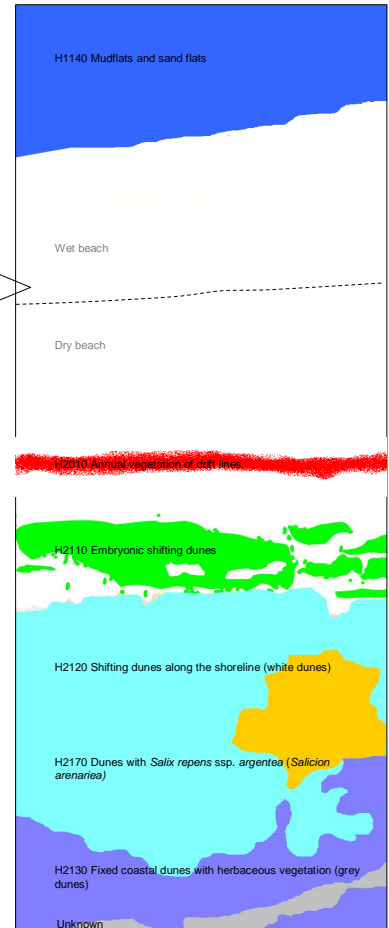 H1140 Mudflats and sand flats
Wet beach
Dry beach
H2010 Annual vegetation of drift lines
H2110 Embryonic shifting dunes
H2120 Shifting dunes along the shoreline (white dunes)
H2170 Dunes with Salix repens ssp. argentea (Salicion
arenariea)
H2130 Fixed coastal dunes with herbaceous vegetation (grey
dunes)
Unknown